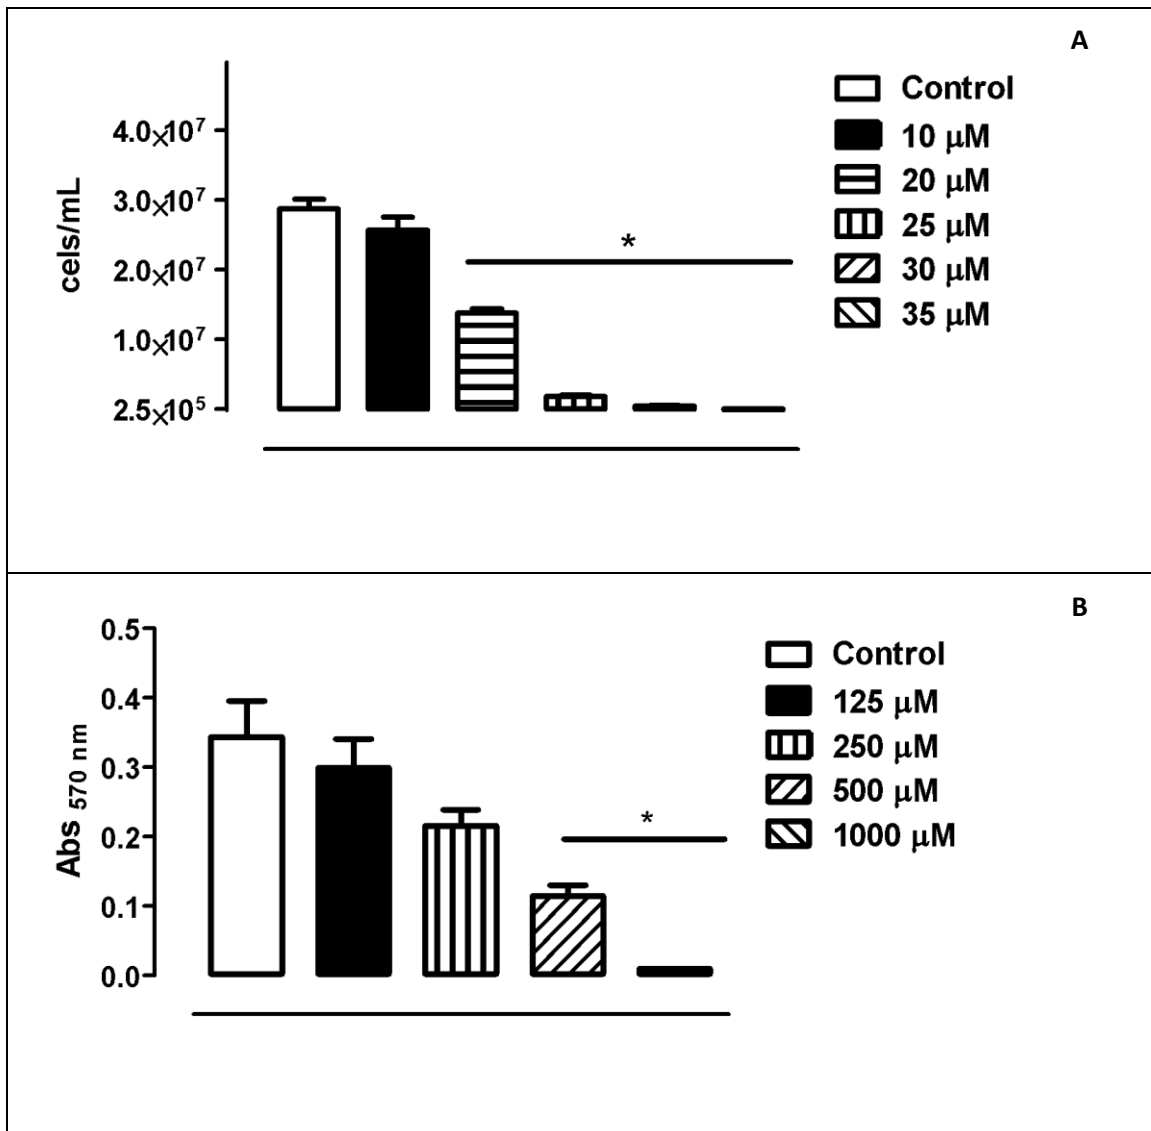 A
cels/mL
4.0×10⁷
3.0×10⁷
2.0×10⁷
1.0×10⁷
2.5×10⁵
*
Control
10 μM
20 μM
25 μM
30 μM
35 μM
B
Abs 570 nm
0.5
0.4
0.3
0.2
0.1
0.0
*
Control
125 μM
250 μM
500 μM
1000 μM